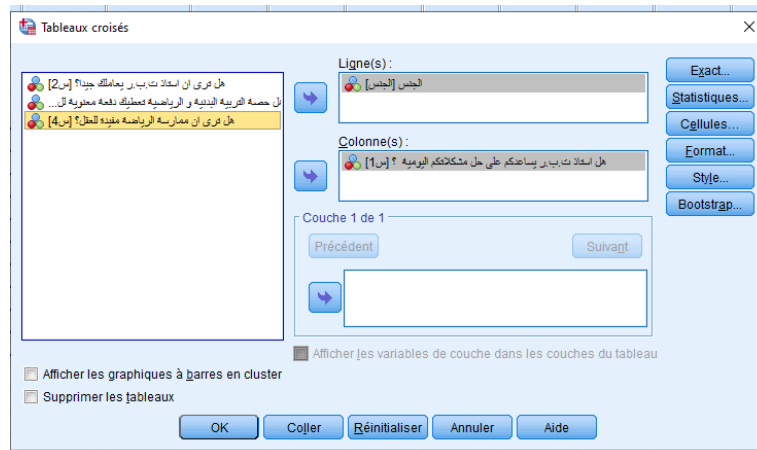 Tableaux croisés
هل ترى ان استاذ ت.ب.ر يعاملك جيدا؟ [س2]
ل حصة التربية البدنية و الرياضية تعطيك دفعة معنوية لل...
هل ترى ان ممارسة الرياضة مفيدة للعقل؟ [س4]
Ligne(s) :
الجنس [الجنس]
Colonne(s) :
هل استاذ ت.ب.ر يساعدكم على حل مشكلاتكم اليومية ؟ [س1]
Couche 1 de 1
Précédent
Suivant
Afficher les variables de couche dans les couches du tableau
Exact...
Statistiques...
Cellules...
Format...
Style...
Bootstrap...
Afficher les graphiques à barres en cluster
Supprimer les tableaux
OK
Coller
Réinitialiser
Annuler
Aide